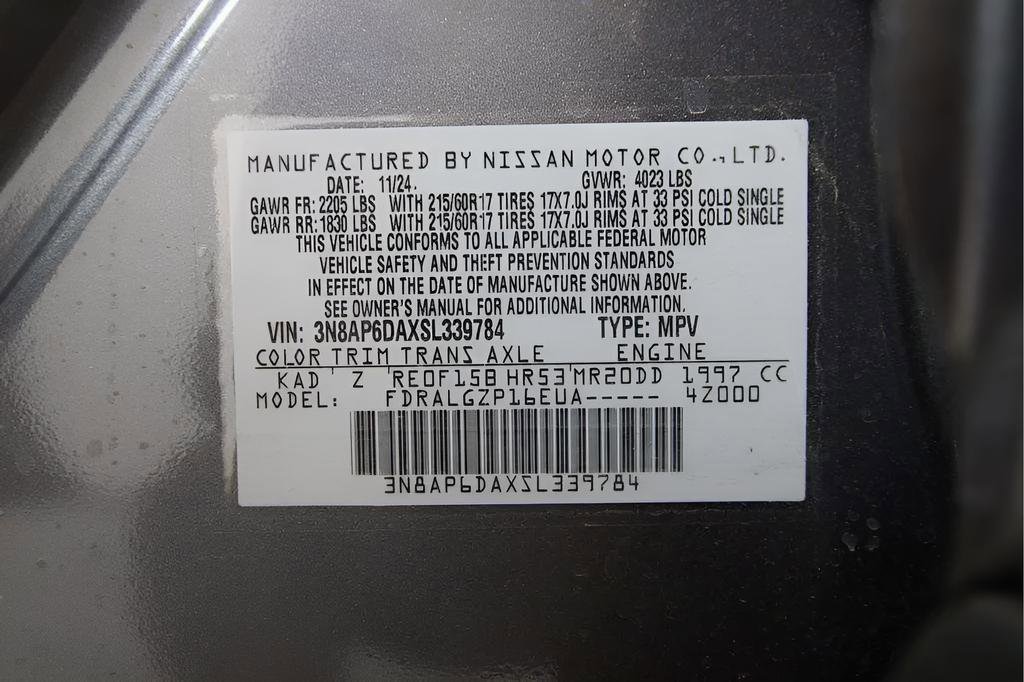 MANUFACTURED BY NISSAN MOTOR CO., LTD.
DATE: 11/24. GVWR: 4023 LBS
GAWR FR: 2205 LBS WITH 215/60R17 TIRES 17X7.0J RIMS AT 33 PSI COLD SINGLE
GAWR RR: 1830 LBS WITH 215/60R17 TIRES 17X7.0J RIMS AT 33 PSI COLD SINGLE
THIS VEHICLE CONFORMS TO ALL APPLICABLE FEDERAL MOTOR
VEHICLE SAFETY AND THEFT PREVENTION STANDARDS
IN EFFECT ON THE DATE OF MANUFACTURE SHOWN ABOVE.
SEE OWNER'S MANUAL FOR ADDITIONAL INFORMATION.
VIN: 3N8AP6DAXSL339784 TYPE: MPV
COLOR TRIM TRANS AXLE ENGINE
KAD Z RE0F15B HR53 MR20DD 1997 CC
MODEL: FDRALGZP16EUA----- 4Z000
3N8AP6DAXSL339784